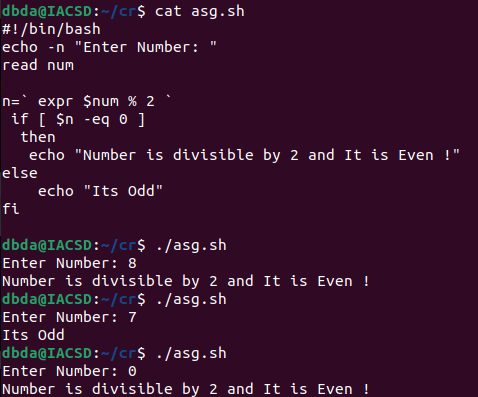 dbda@IACSD:~/cr$ cat asg.sh
#!/bin/bash
echo -n "Enter Number: "
read num

n=` expr $num % 2 `
 if [ $n -eq 0 ]
  then
   echo "Number is divisible by 2 and It is Even !"
else
    echo "Its Odd"
fi

dbda@IACSD:~/cr$ ./asg.sh
Enter Number: 8
Number is divisible by 2 and It is Even !
dbda@IACSD:~/cr$ ./asg.sh
Enter Number: 7
Its Odd
dbda@IACSD:~/cr$ ./asg.sh
Enter Number: 0
Number is divisible by 2 and It is Even !